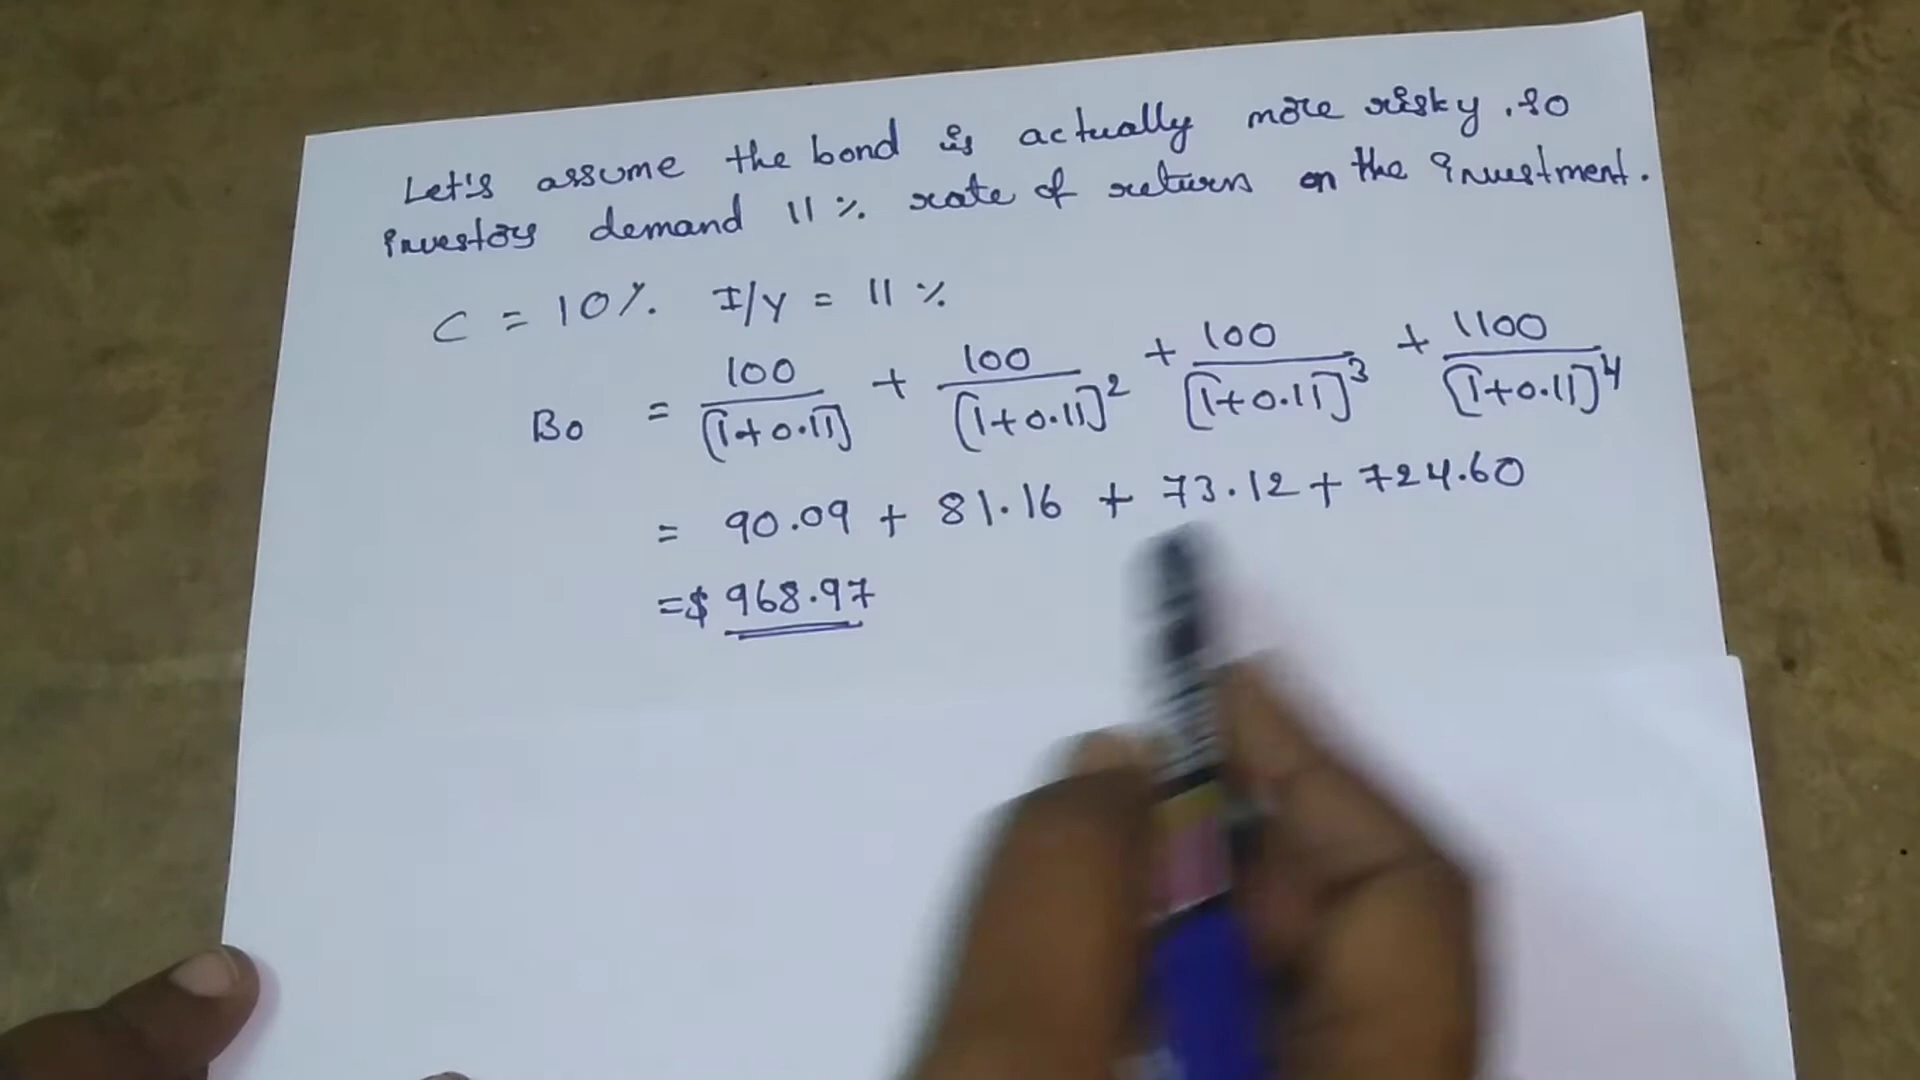 Let's assume the bond is actually more risky. So
investors demand 11% rate of return on the investment.
C = 10%. I/Y = 11%
B0 = 100/[1+0.11] + 100/[1+0.11]^2 + 100/[1+0.11]^3 + 1100/[1+0.11]^4
= 90.09 + 81.16 + 73.12 + 724.60
= $ 968.97